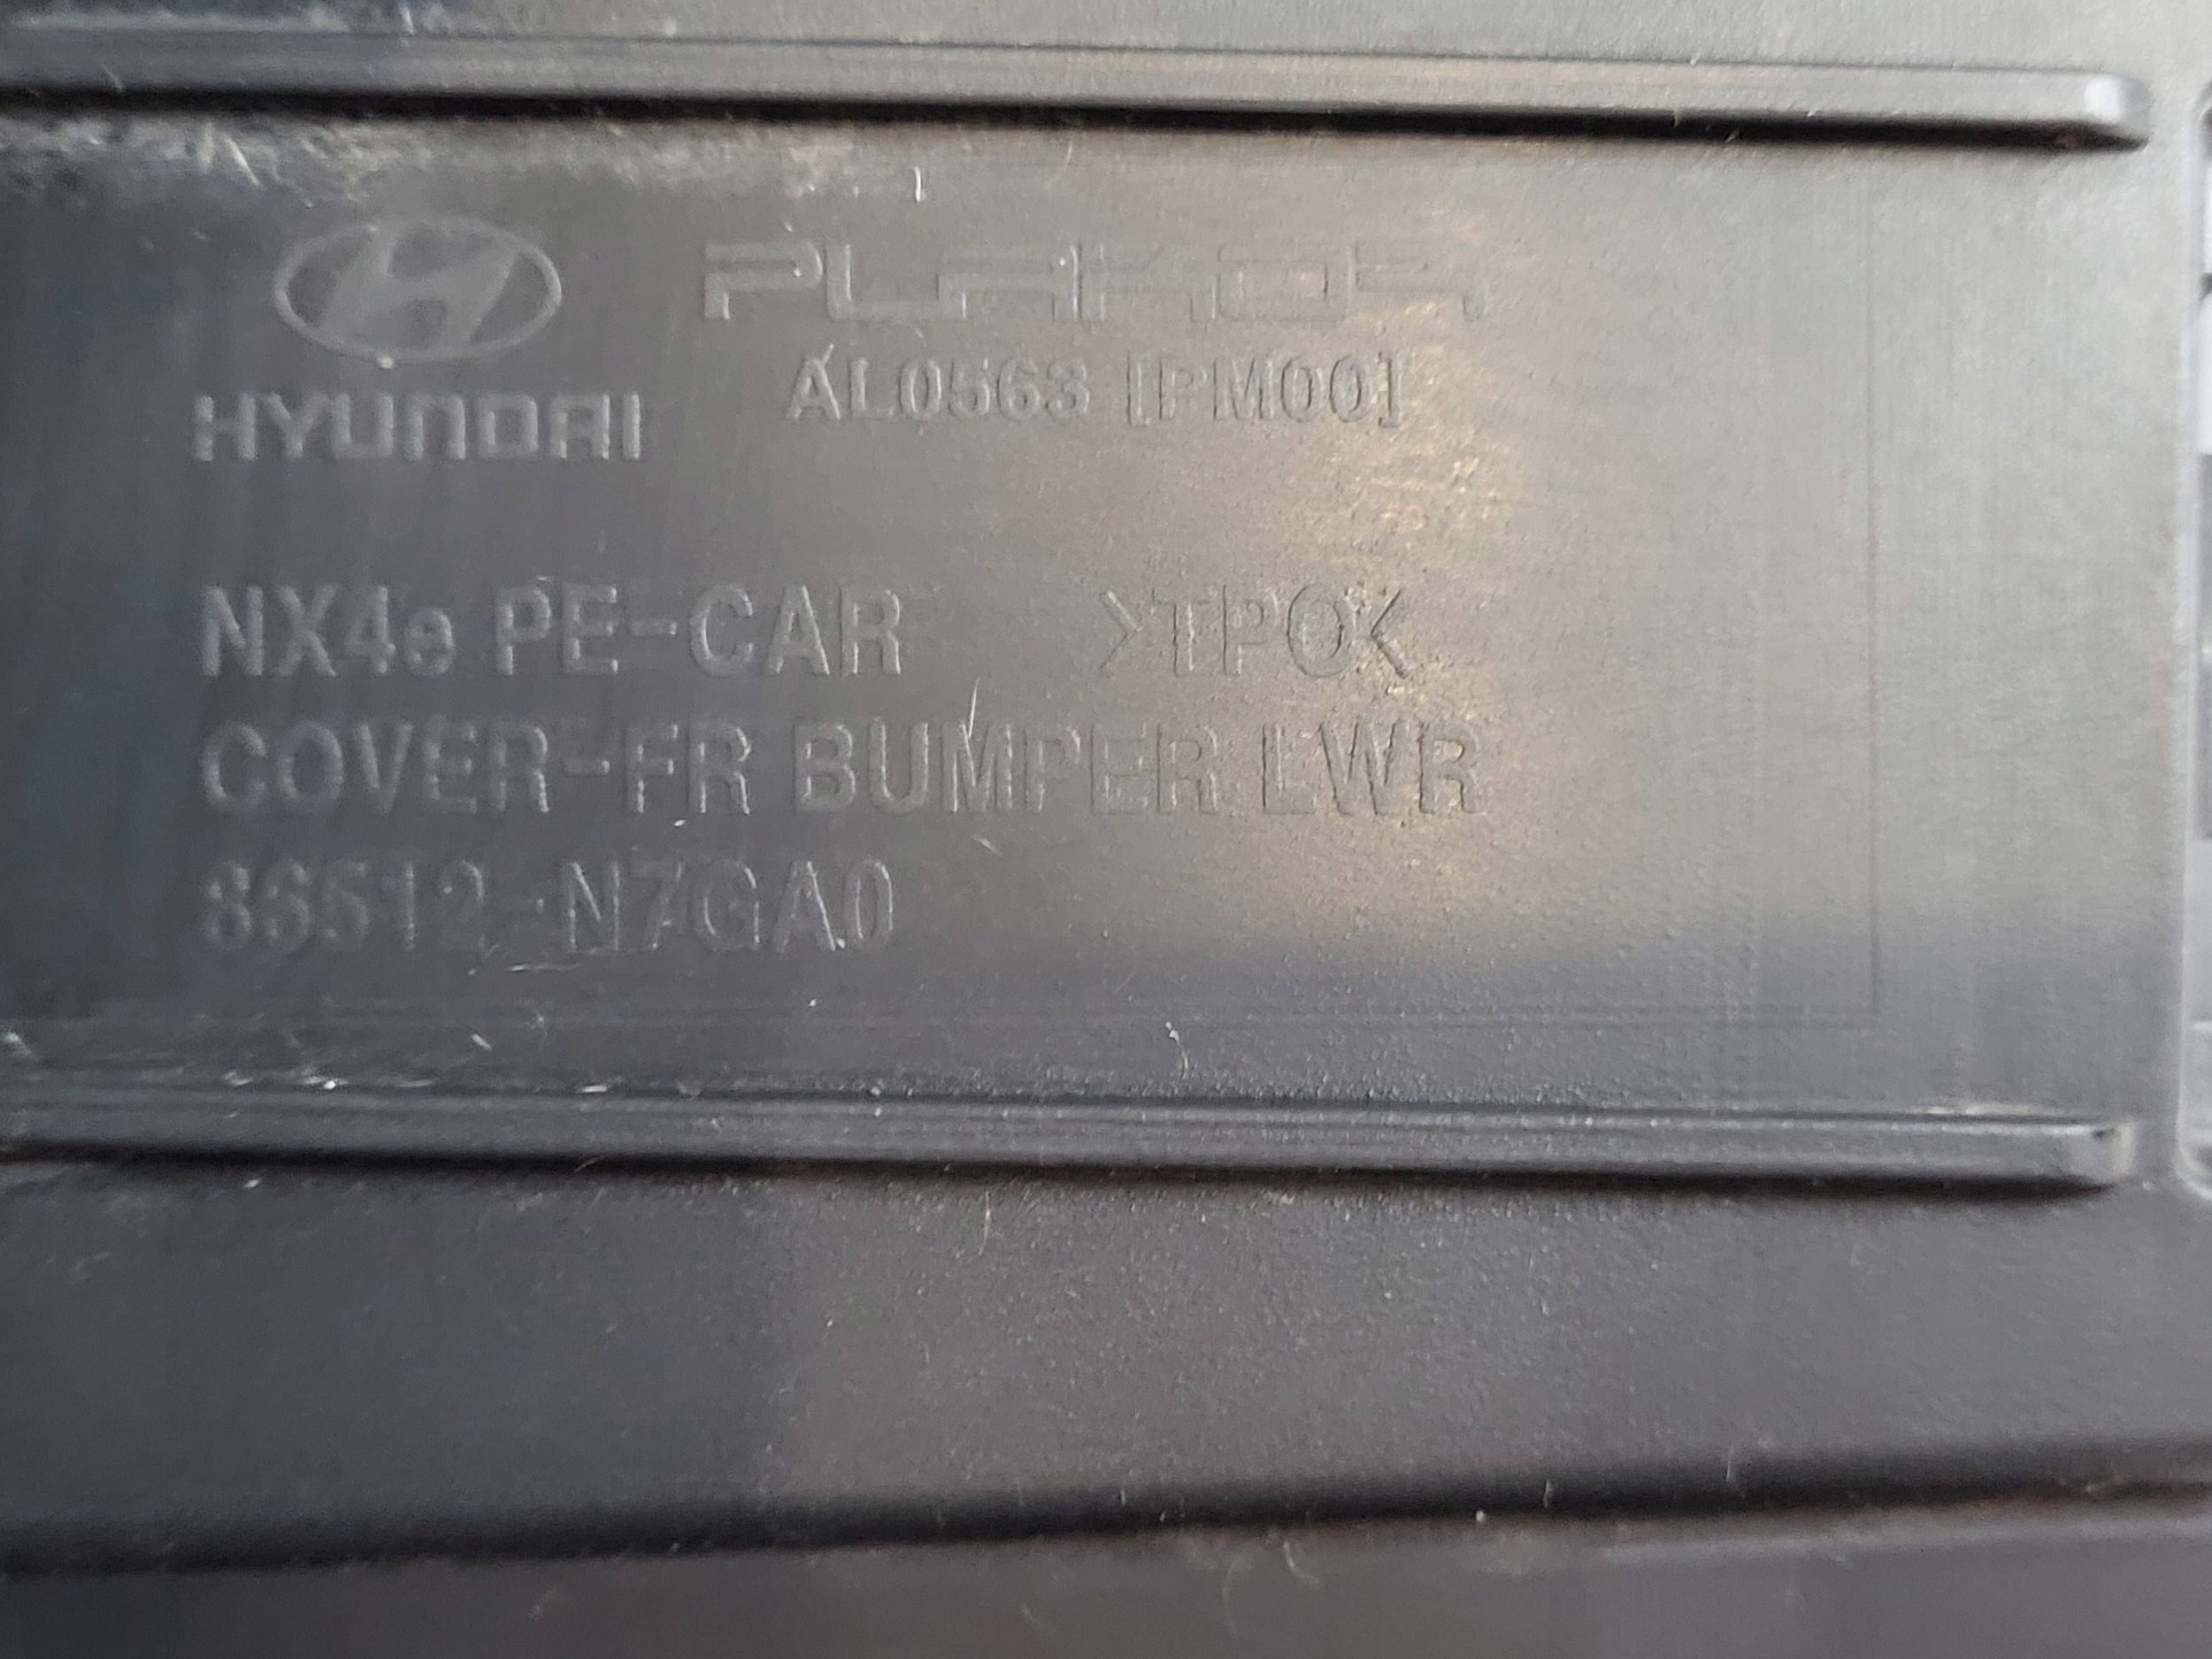 HYUNDAI
PLAKOR
AL0563 [PM00]
NX4e PE-CAR >TPO<
COVER-FR BUMPER LWR
86512-N7GA0